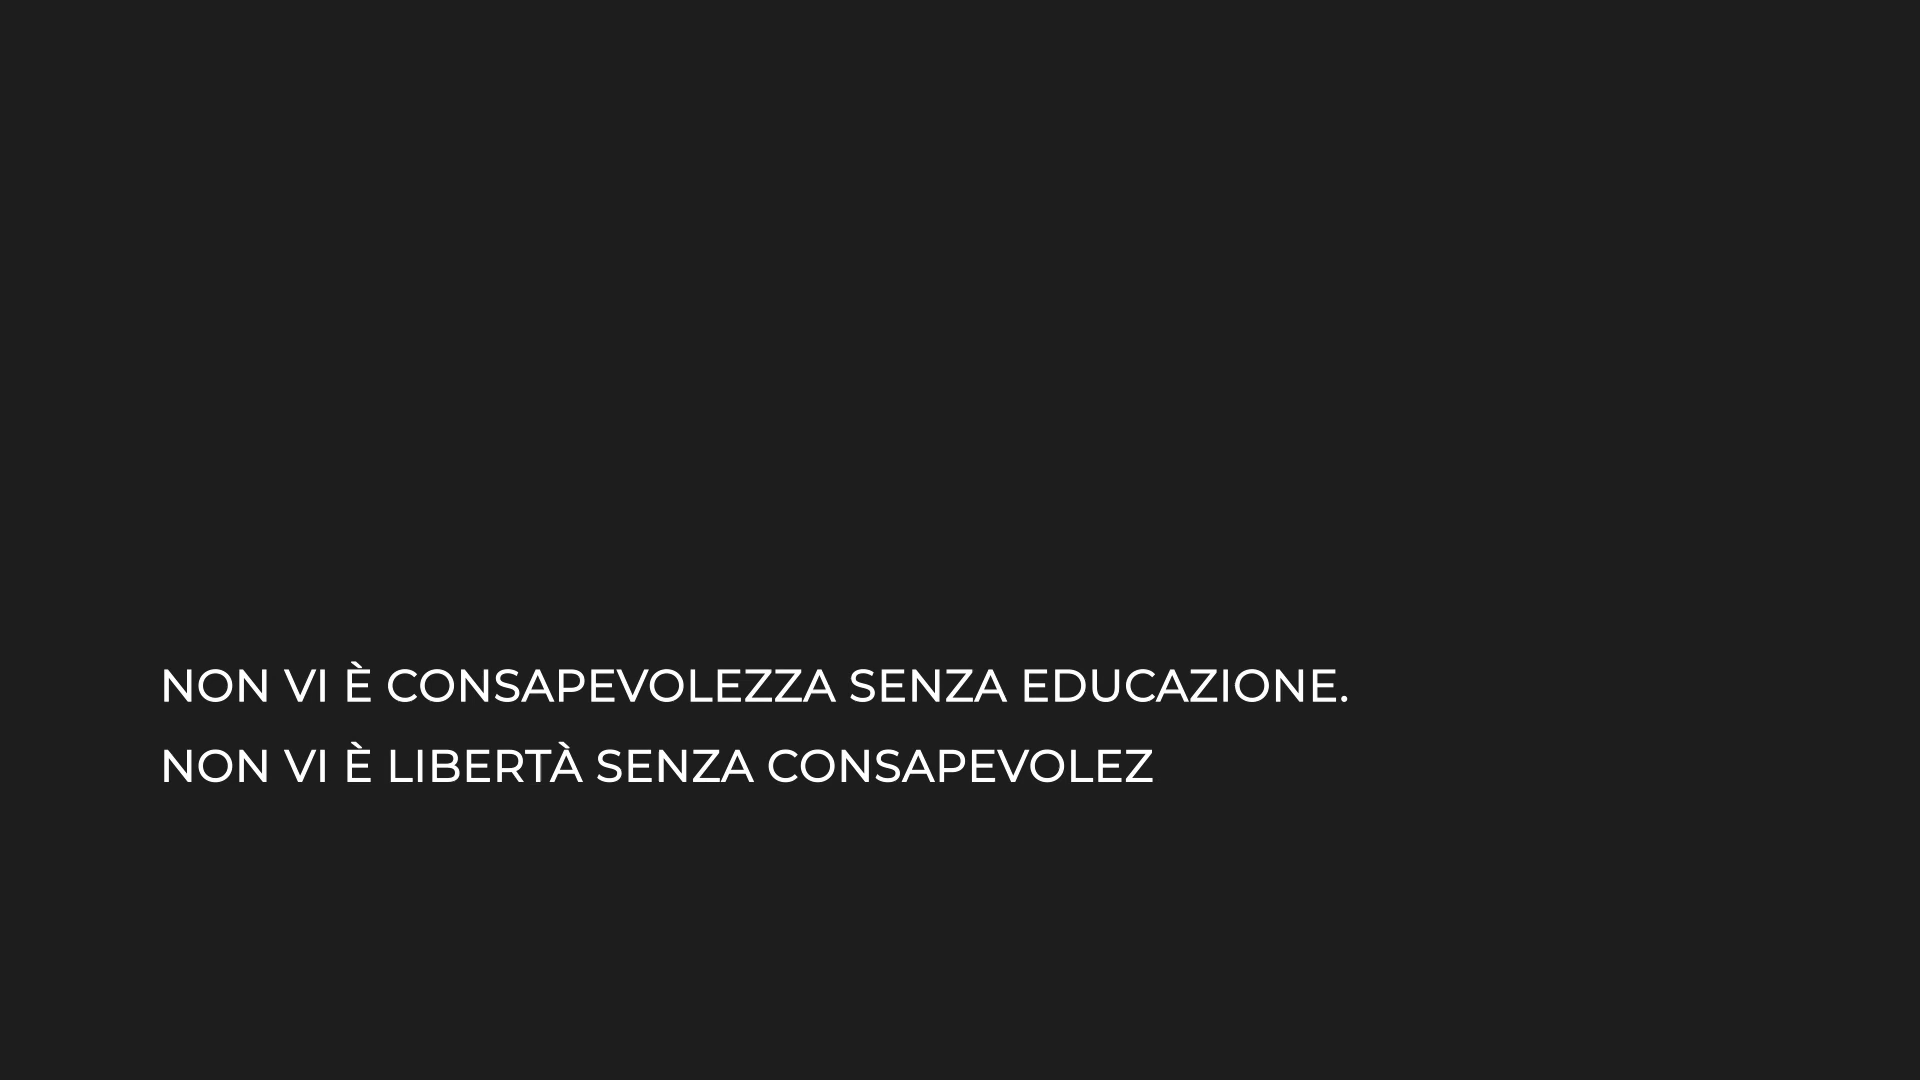 NON VI È CONSAPEVOLEZZA SENZA EDUCAZIONE.
NON VI È LIBERTÀ SENZA CONSAPEVOLEZ